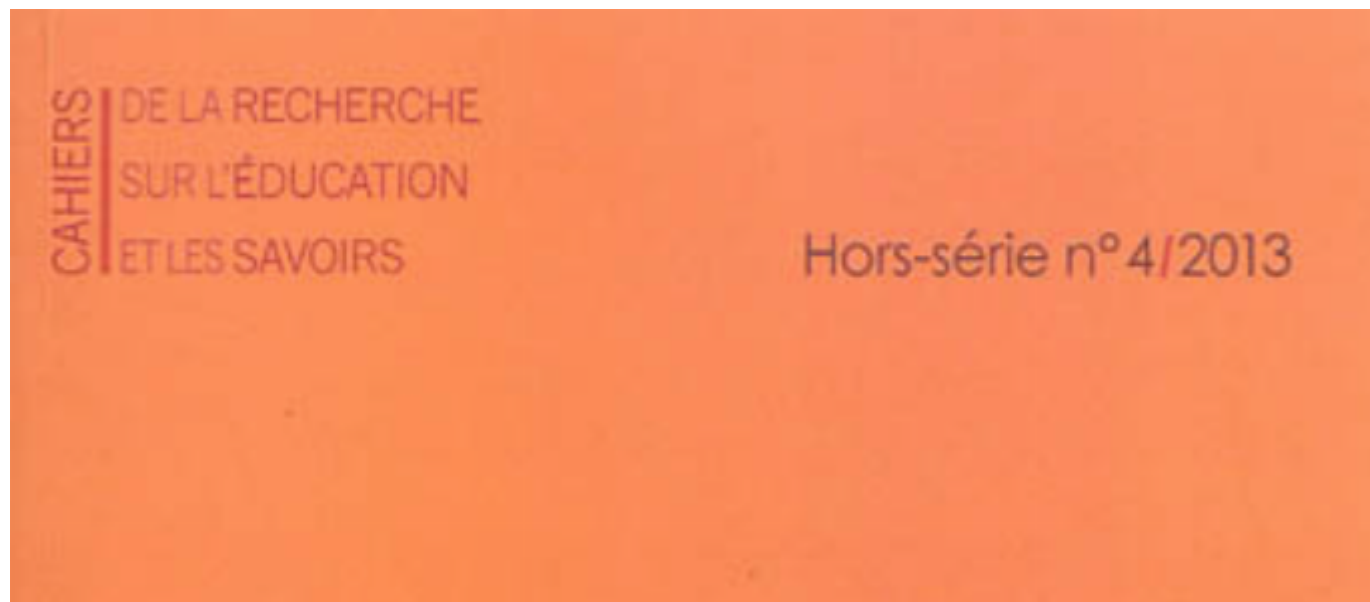 CAHIERS
DE LA RECHERCHE
SUR L'ÉDUCATION
ET LES SAVOIRS
Hors-série n° 4/2013